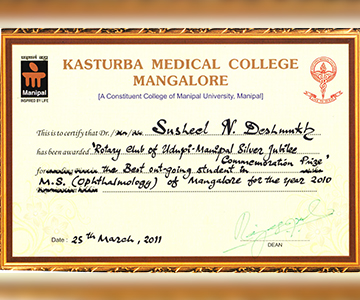 Manipal
INSPIRED BY LIFE
KASTURBA MEDICAL COLLEGE
MANGALORE
[A Constituent College of Manipal University, Manipal]
This is to certify that Dr. Susheel N. Deshmukh
has been awarded 'Rotary club of Udupi-Manipal Silver Jubilee
Commemoration Prize'
for the Best out-going student in
M.S. (Ophthalmology) of Mangalore for the year 2010
Date : 25th March, 2011
DEAN